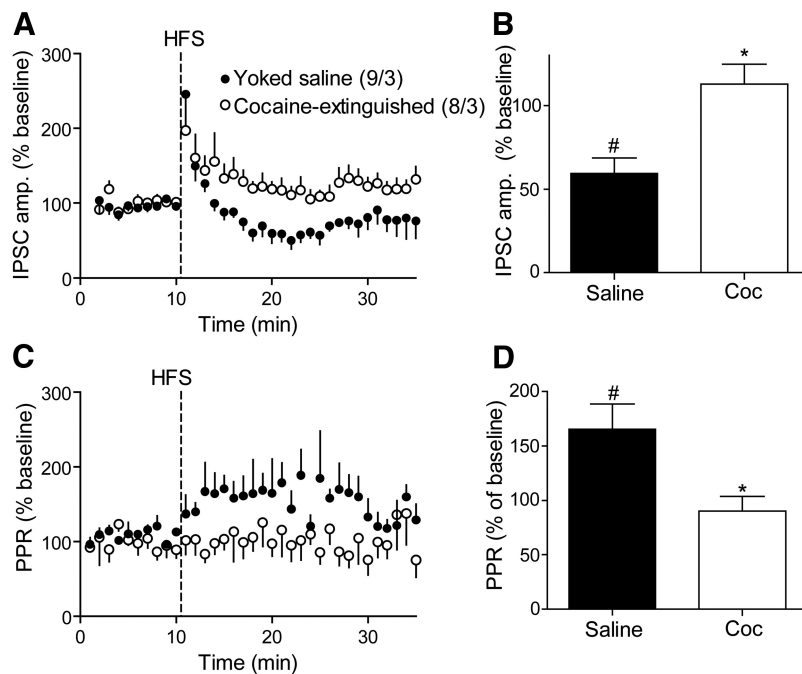 A
HFS
300
200
100
0
IPSC amp. (% baseline)
Yoked saline (9/3)
Cocaine-extinguished (8/3)
0 10 20 30
Time (min)
B
*
#
100
50
0
IPSC amp. (% baseline)
Saline Coc
C
HFS
300
200
100
0
PPR (% baseline)
0 10 20 30
Time (min)
D
200
150
100
50
0
#
*
PPR (% of baseline)
Saline Coc